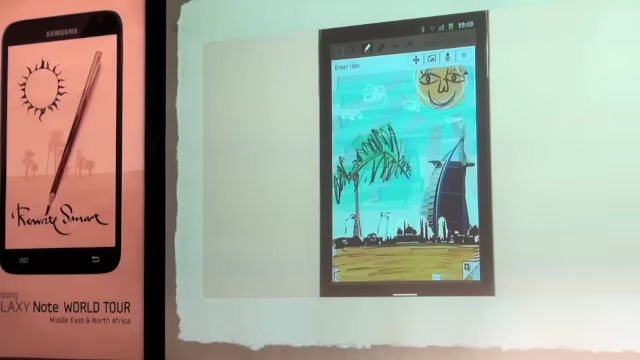 SAMSUNG
Rewrite Smart
LAXY Note WORLD TOUR
Middle East & North Africa
19:49
Enter title